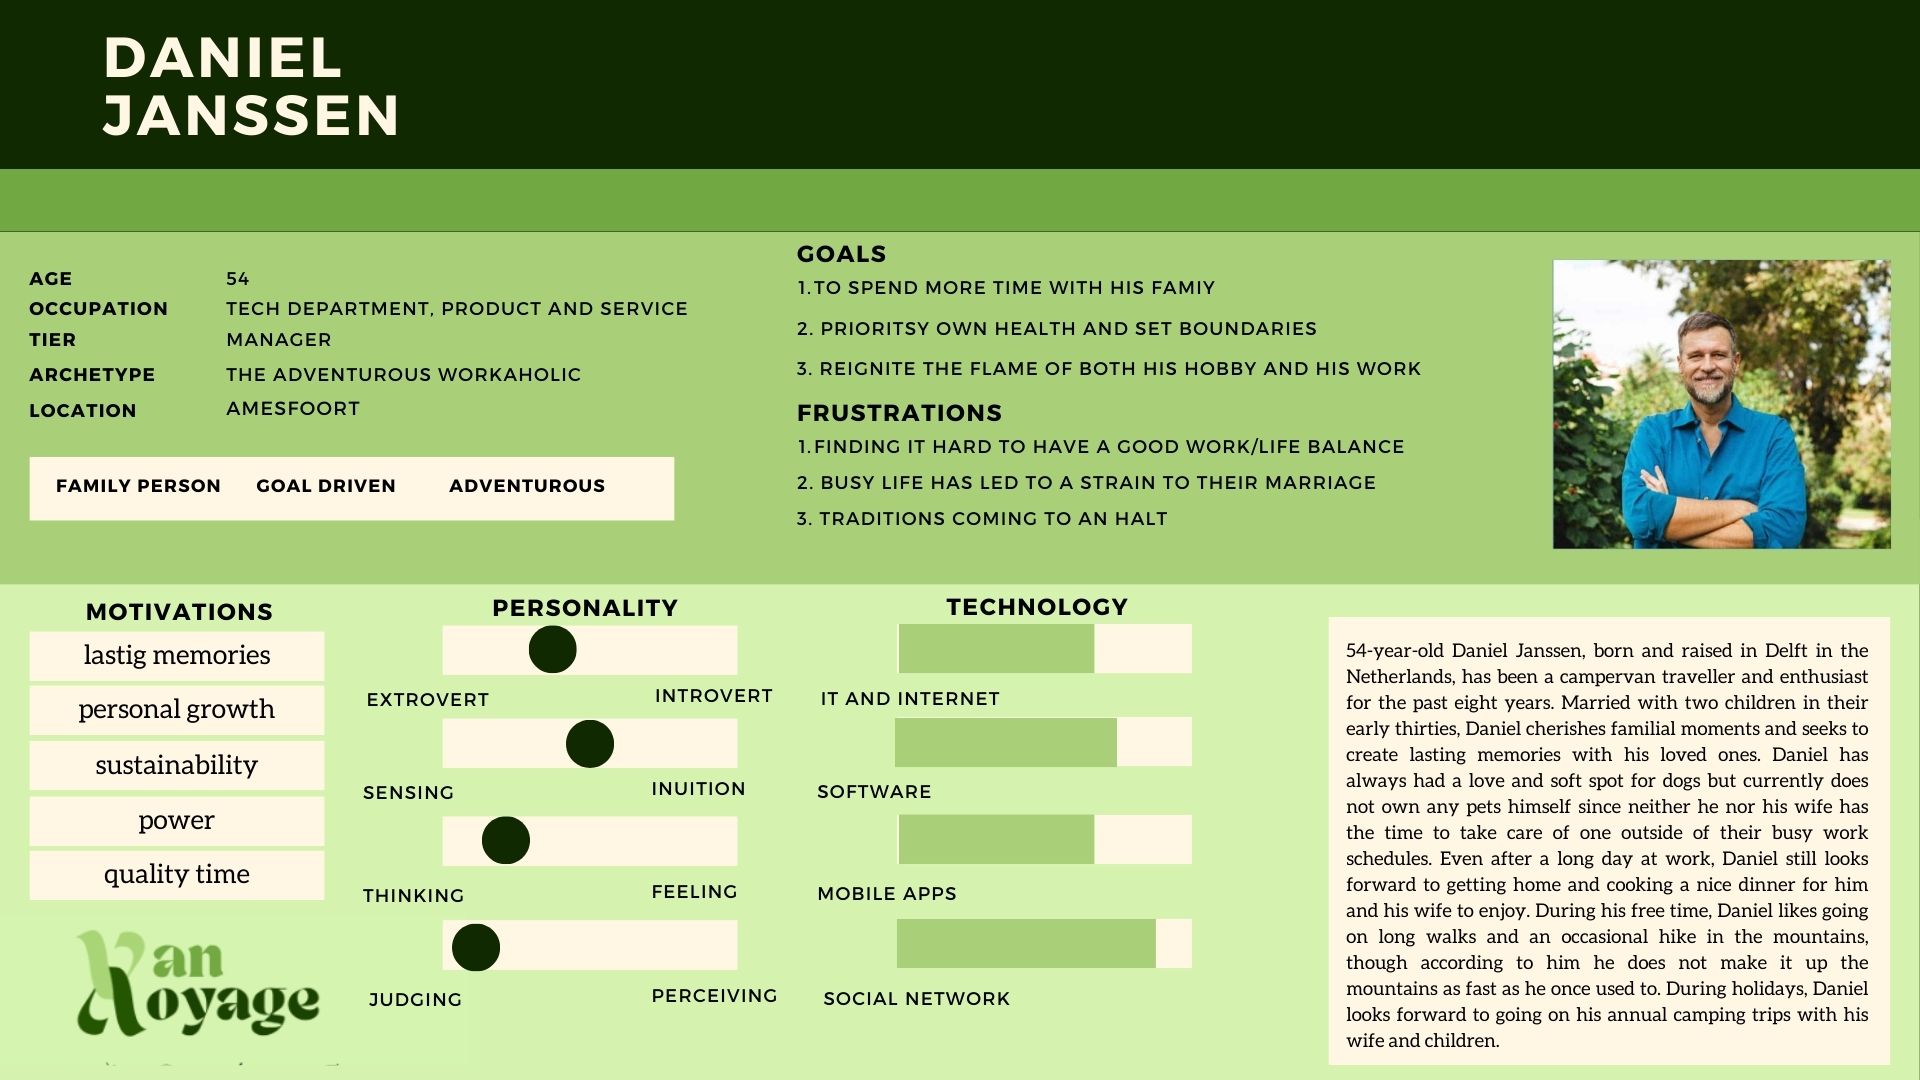 DANIEL
JANSSEN
AGE 54
OCCUPATION TECH DEPARTMENT, PRODUCT AND SERVICE
TIER MANAGER
ARCHETYPE THE ADVENTUROUS WORKAHOLIC
LOCATION AMESFOORT
FAMILY PERSON GOAL DRIVEN ADVENTUROUS
GOALS
1.TO SPEND MORE TIME WITH HIS FAMIY
2. PRIORITSY OWN HEALTH AND SET BOUNDARIES
3. REIGNITE THE FLAME OF BOTH HIS HOBBY AND HIS WORK
FRUSTRATIONS
1.FINDING IT HARD TO HAVE A GOOD WORK/LIFE BALANCE
2. BUSY LIFE HAS LED TO A STRAIN TO THEIR MARRIAGE
3. TRADITIONS COMING TO AN HALT
MOTIVATIONS
lastig memories
personal growth
sustainability
power
quality time
Van
Voyage
PERSONALITY
EXTROVERT INTROVERT
SENSING INUITION
THINKING FEELING
JUDGING PERCEIVING
TECHNOLOGY
IT AND INTERNET
SOFTWARE
MOBILE APPS
SOCIAL NETWORK
54-year-old Daniel Janssen, born and raised in Delft in the
Netherlands, has been a campervan traveller and enthusiast
for the past eight years. Married with two children in their
early thirties, Daniel cherishes familial moments and seeks to
create lasting memories with his loved ones. Daniel has
always had a love and soft spot for dogs but currently does
not own any pets himself since neither he nor his wife has
the time to take care of one outside of their busy work
schedules. Even after a long day at work, Daniel still looks
forward to getting home and cooking a nice dinner for him
and his wife to enjoy. During his free time, Daniel likes going
on long walks and an occasional hike in the mountains,
though according to him he does not make it up the
mountains as fast as he once used to. During holidays, Daniel
looks forward to going on his annual camping trips with his
wife and children.